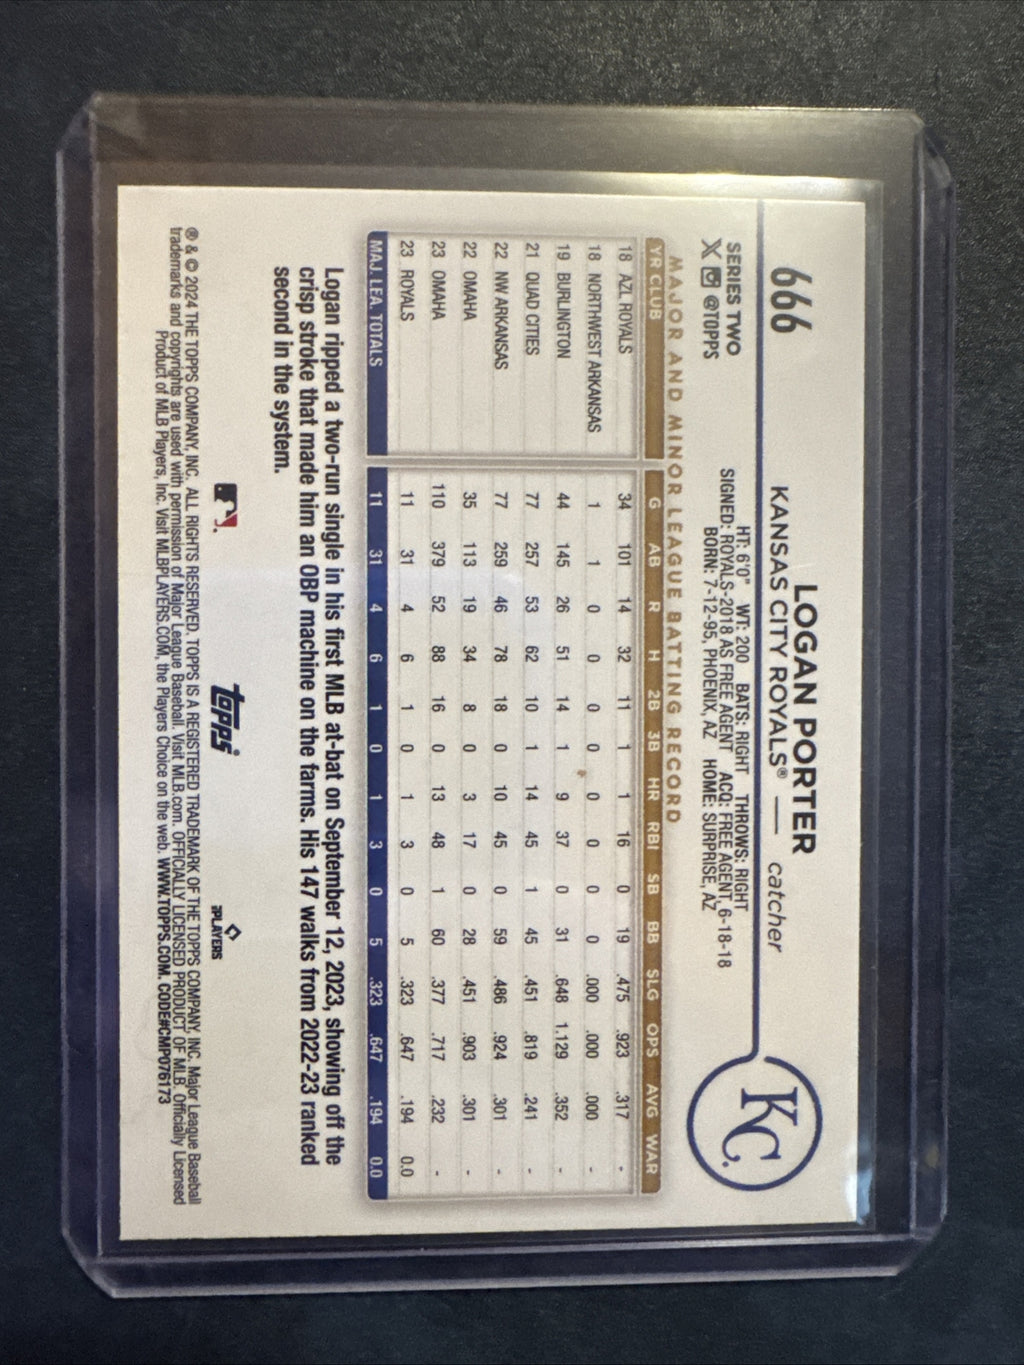 666
LOGAN PORTER
KANSAS CITY ROYALS® — catcher
KC
SERIES TWO
X @TOPPS
HT: 6'0" WT: 200 BATS: RIGHT THROWS: RIGHT
SIGNED: ROYALS-2018 AS FREE AGENT ACQ: FREE AGENT, 6-18-18
BORN: 7-12-95, PHOENIX, AZ HOME: SURPRISE, AZ
MAJOR AND MINOR LEAGUE BATTING RECORD
YR CLUB G AB R H 2B 3B HR RBI SB BB SLG OPS AVG WAR
18 AZL ROYALS 34 101 14 32 11 1 1 16 0 19 .475 .923 .317 -
18 NORTHWEST ARKANSAS 1 1 0 0 0 0 0 0 0 0 .000 .000 .000 -
19 BURLINGTON 44 145 26 51 14 1 9 37 0 31 .648 1.129 .352 -
21 QUAD CITIES 77 257 53 62 10 1 14 45 1 45 .451 .819 .241 -
22 NW ARKANSAS 77 259 46 78 18 0 10 45 0 59 .486 .924 .301 -
22 OMAHA 35 113 19 34 8 0 3 17 0 28 .451 .903 .301 -
23 OMAHA 110 379 52 88 16 0 13 48 1 60 .377 .717 .232 -
23 ROYALS 11 31 4 6 1 0 1 3 0 5 .323 .647 .194 0.0
MAJ. LEA. TOTALS 11 31 4 6 1 0 1 3 0 5 .323 .647 .194 0.0
Logan ripped a two-run single in his first MLB at-bat on September 12, 2023, showing off the
crisp stroke that made him an OBP machine on the farms. His 147 walks from 2022-23 ranked
second in the system.
topps
PLAYERS
® & © 2024 THE TOPPS COMPANY, INC. ALL RIGHTS RESERVED. TOPPS IS A REGISTERED TRADEMARK OF THE TOPPS COMPANY, INC. Major League Baseball
trademarks and copyrights are used with permission of Major League Baseball. Visit MLB.com. OFFICIALLY LICENSED PRODUCT OF MLB. Officially Licensed
Product of MLB Players, Inc. Visit MLBPLAYERS.COM, the Players Choice on the web. WWW.TOPPS.COM. CODE#CMP076173